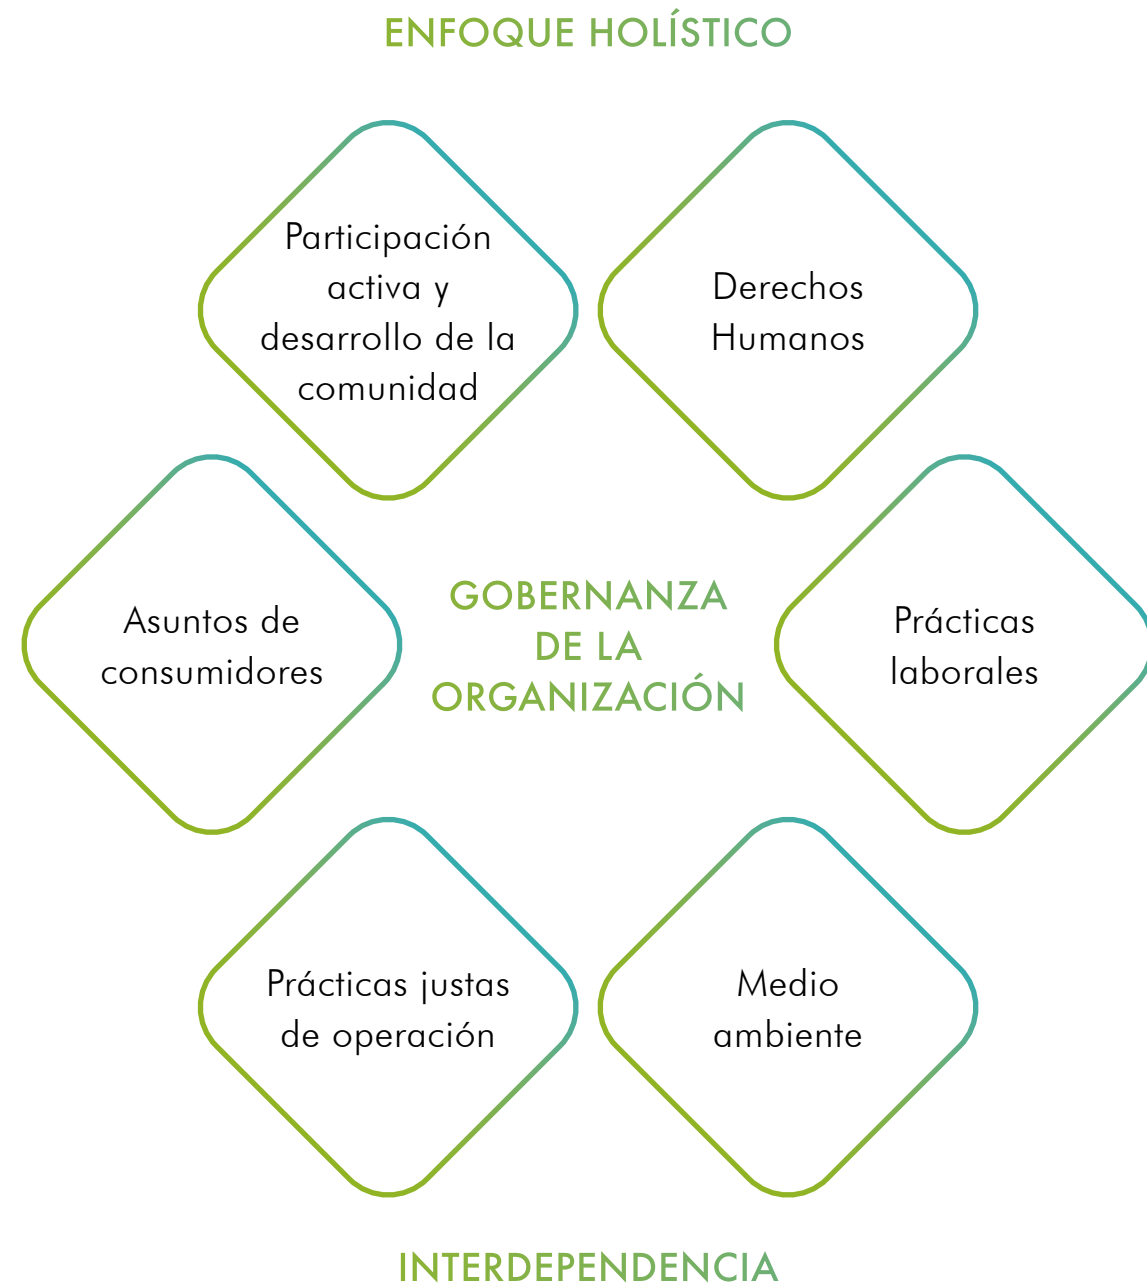 ENFOQUE HOLÍSTICO
Participación
activa y
desarrollo de la
comunidad
Derechos
Humanos
Asuntos de
consumidores
GOBERNANZA
DE LA
ORGANIZACIÓN
Prácticas
laborales
Prácticas justas
de operación
Medio
ambiente
INTERDEPENDENCIA